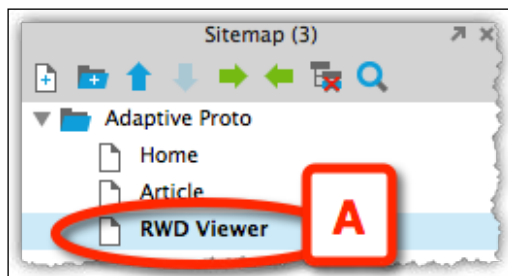 Sitemap (3)
Adaptive Proto
Home
Article
RWD Viewer
A